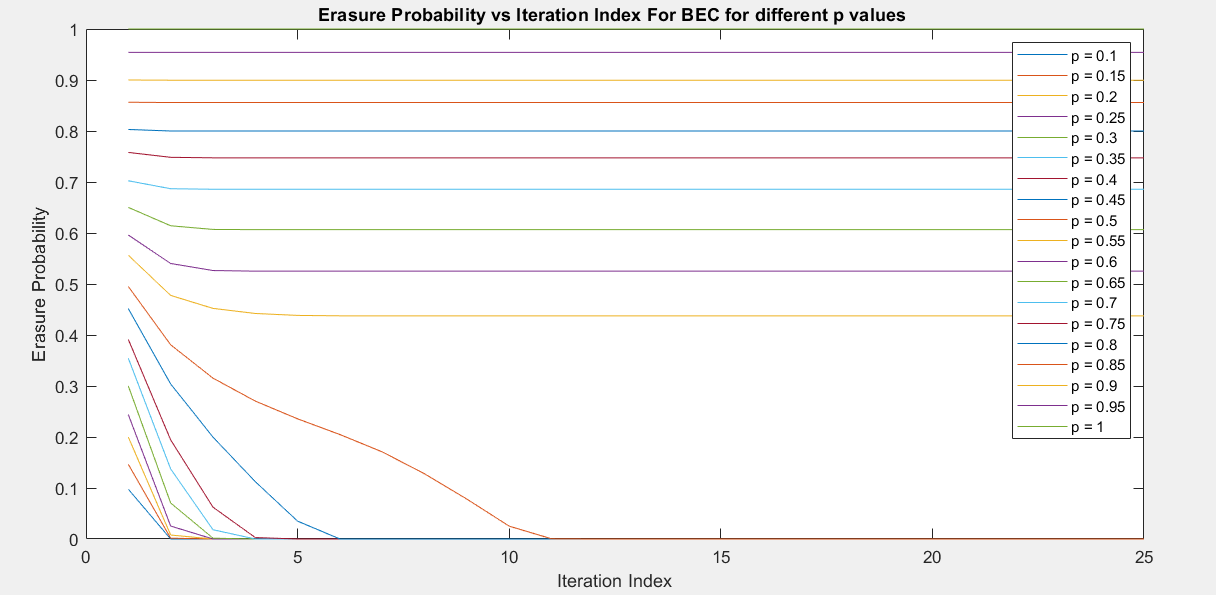 Erasure Probability vs Iteration Index For BEC for different p values
1
0.9
0.8
0.7
0.6
0.5
0.4
0.3
0.2
0.1
0
Erasure Probability
p = 0.1
p = 0.15
p = 0.2
p = 0.25
p = 0.3
p = 0.35
p = 0.4
p = 0.45
p = 0.5
p = 0.55
p = 0.6
p = 0.65
p = 0.7
p = 0.75
p = 0.8
p = 0.85
p = 0.9
p = 0.95
p = 1
0 5 10 15 20 25
Iteration Index